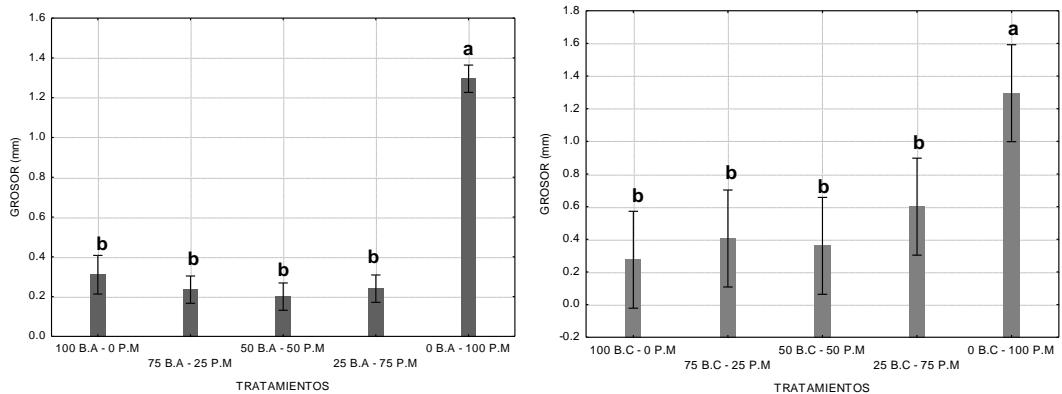 1.6
1.4
1.2
1.0
0.8
0.6
0.4
0.2
0.0
GROSOR (mm)
b
b
b
b
a
100 B.A - 0 P.M
75 B.A - 25 P.M
50 B.A - 50 P.M
25 B.A - 75 P.M
0 B.A - 100 P.M
TRATAMIENTOS
1.8
1.6
1.4
1.2
1.0
0.8
0.6
0.4
0.2
0.0
-0.2
GROSOR (mm)
b
b
b
b
a
100 B.C - 0 P.M
75 B.C - 25 P.M
50 B.C - 50 P.M
25 B.C - 75 P.M
0 B.C - 100 P.M
TRATAMIENTOS